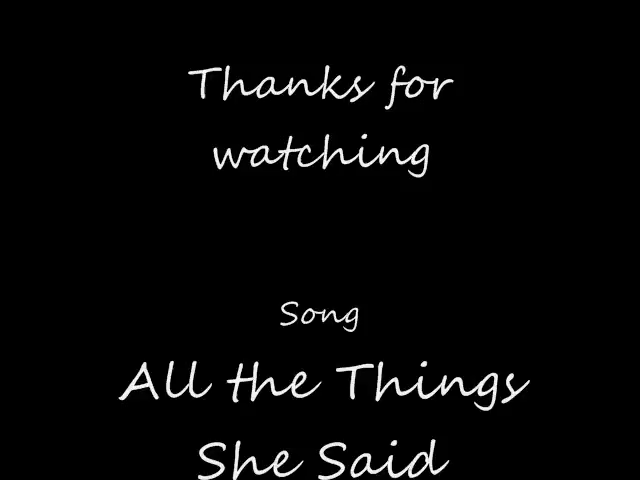 Thanks for
watching
Song
All the Things
She Said